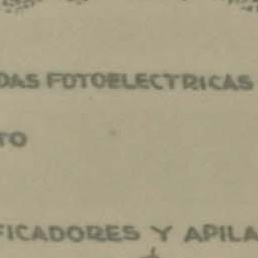 DAS FOTOELECTRICAS
TO
FICADORES Y APILA